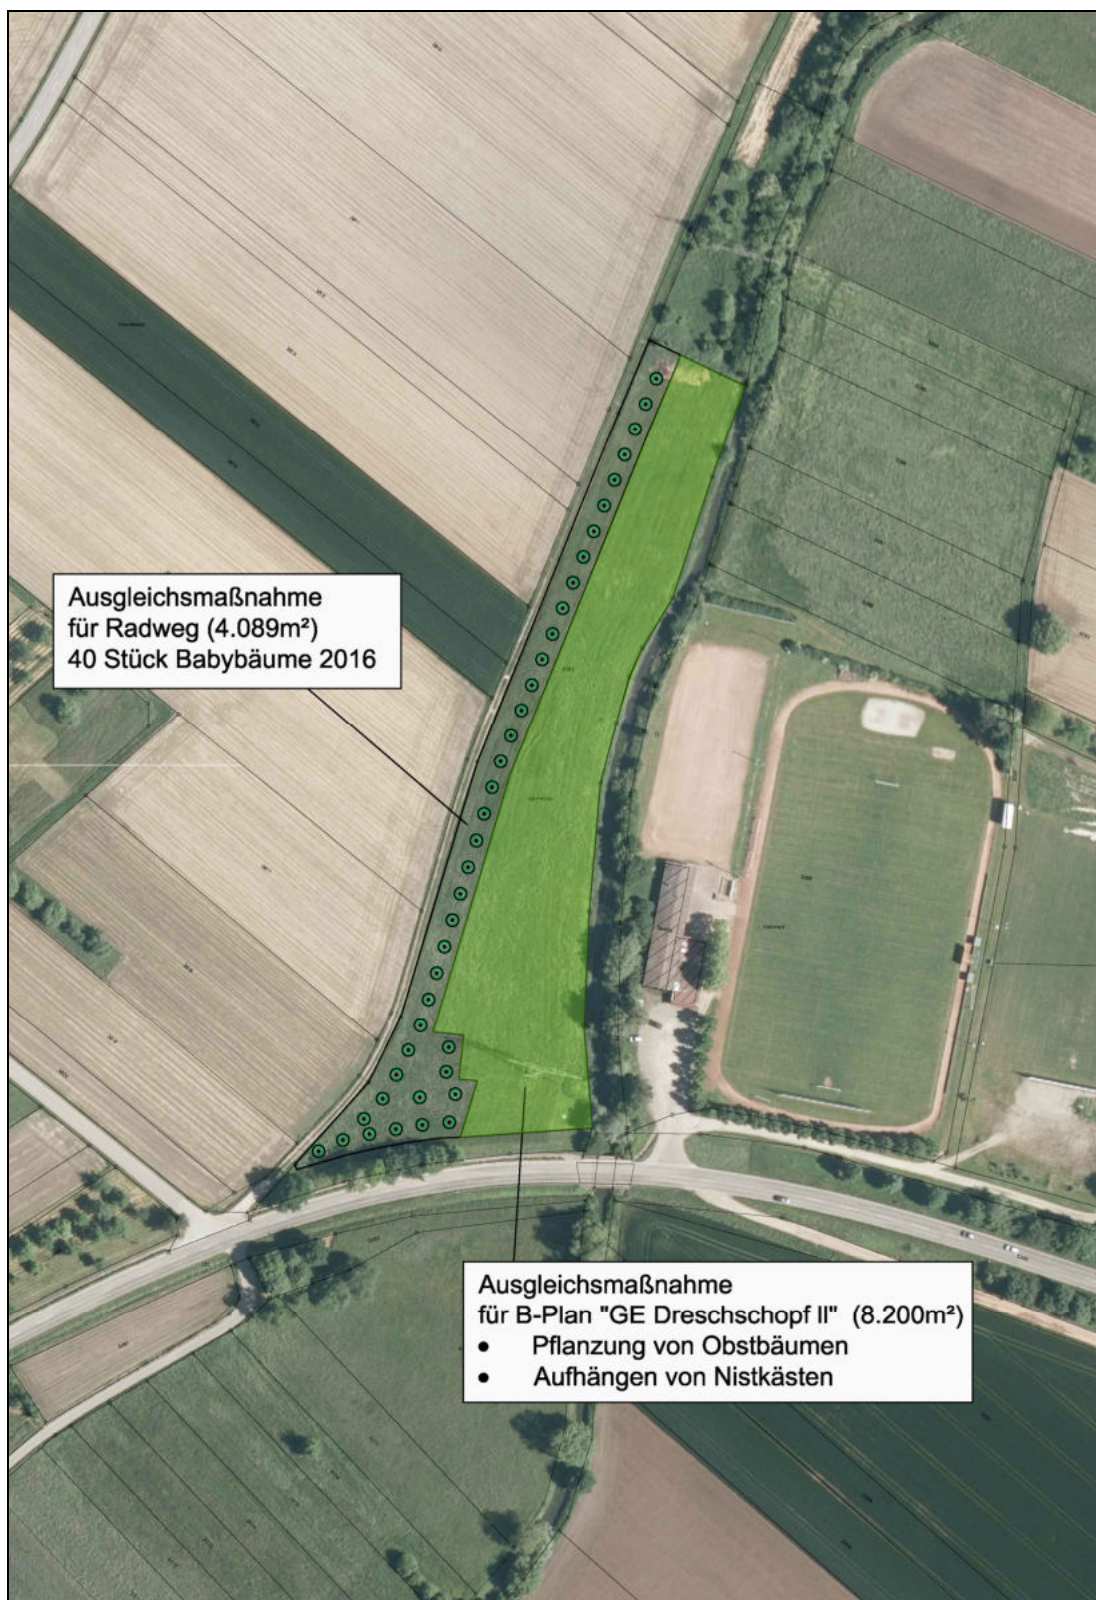 Ausgleichsmaßnahme
für Radweg (4.089m²)
40 Stück Babybäume 2016
Ausgleichsmaßnahme
für B-Plan "GE Dreschschopf II" (8.200m²)
• Pflanzung von Obstbäumen
• Aufhängen von Nistkästen